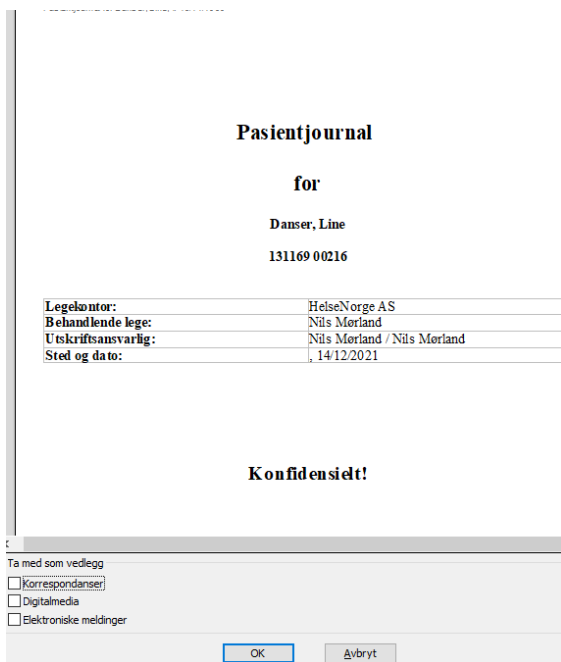 Pasientjournal
for
Danser, Line
131169 00216
Legekontor: HelseNorge AS
Behandlende lege: Nils Mørland
Utskriftsansvarlig: Nils Mørland / Nils Mørland
Sted og dato: , 14/12/2021
Konfidensielt!
Ta med som vedlegg
Korrespondanser
Digitalmedia
Elektroniske meldinger
OK Avbryt